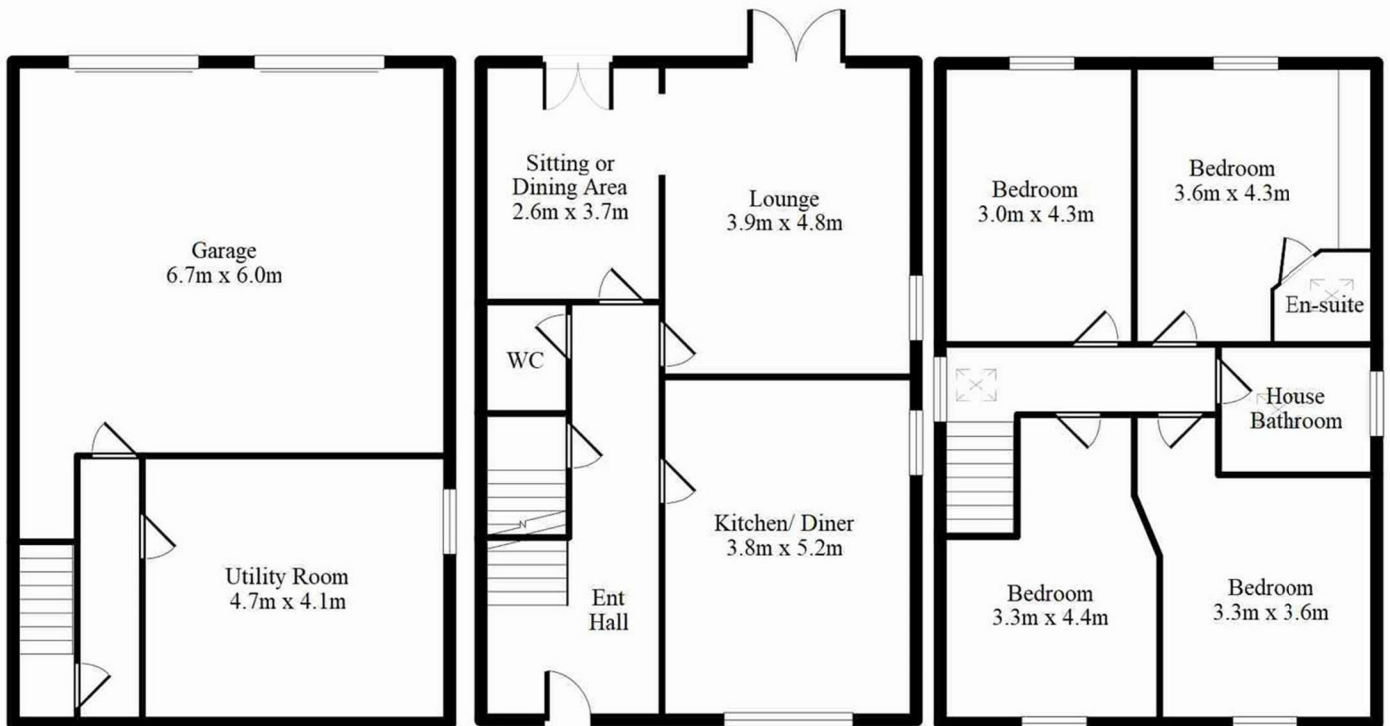 Garage
6.7m x 6.0m
Utility Room
4.7m x 4.1m
Sitting or
Dining Area
2.6m x 3.7m
Lounge
3.9m x 4.8m
WC
Kitchen/ Diner
3.8m x 5.2m
N
Ent
Hall
Bedroom
3.0m x 4.3m
Bedroom
3.6m x 4.3m
En-suite
House
Bathroom
Bedroom
3.3m x 4.4m
Bedroom
3.3m x 3.6m